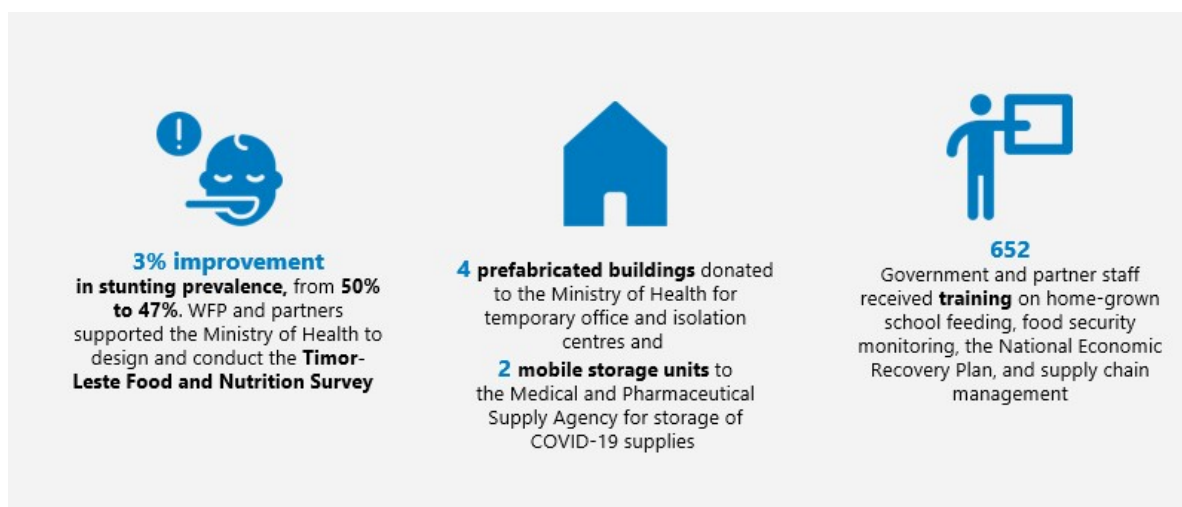 3% improvement
in stunting prevalence, from 50%
to 47%. WFP and partners
supported the Ministry of Health to
design and conduct the Timor-
Leste Food and Nutrition Survey
4 prefabricated buildings donated
to the Ministry of Health for
temporary office and isolation
centres and
2 mobile storage units to
the Medical and Pharmaceutical
Supply Agency for storage of
COVID-19 supplies
652
Government and partner staff
received training on home-grown
school feeding, food security
monitoring, the National Economic
Recovery Plan, and supply chain
management